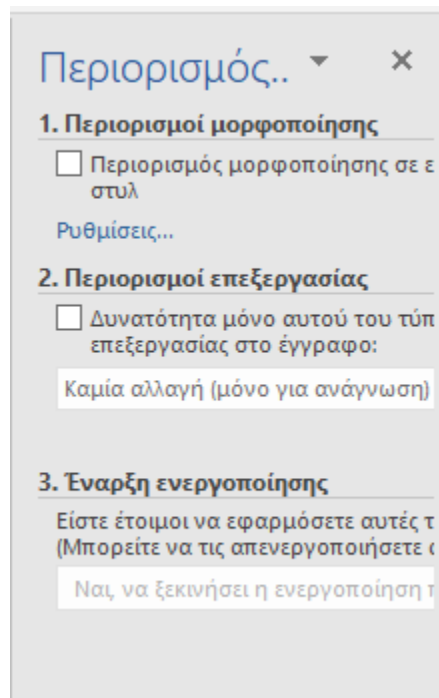 Περιορισμός..
1. Περιορισμοί μορφοποίησης
Περιορισμός μορφοποίησης σε ε
στυλ
Ρυθμίσεις...
2. Περιορισμοί επεξεργασίας
Δυνατότητα μόνο αυτού του τύπ
επεξεργασίας στο έγγραφο:
Καμία αλλαγή (μόνο για ανάγνωση)
3. Έναρξη ενεργοποίησης
Είστε έτοιμοι να εφαρμόσετε αυτές τ
(Μπορείτε να τις απενεργοποιήσετε α
Ναι, να ξεκινήσει η ενεργοποίηση π